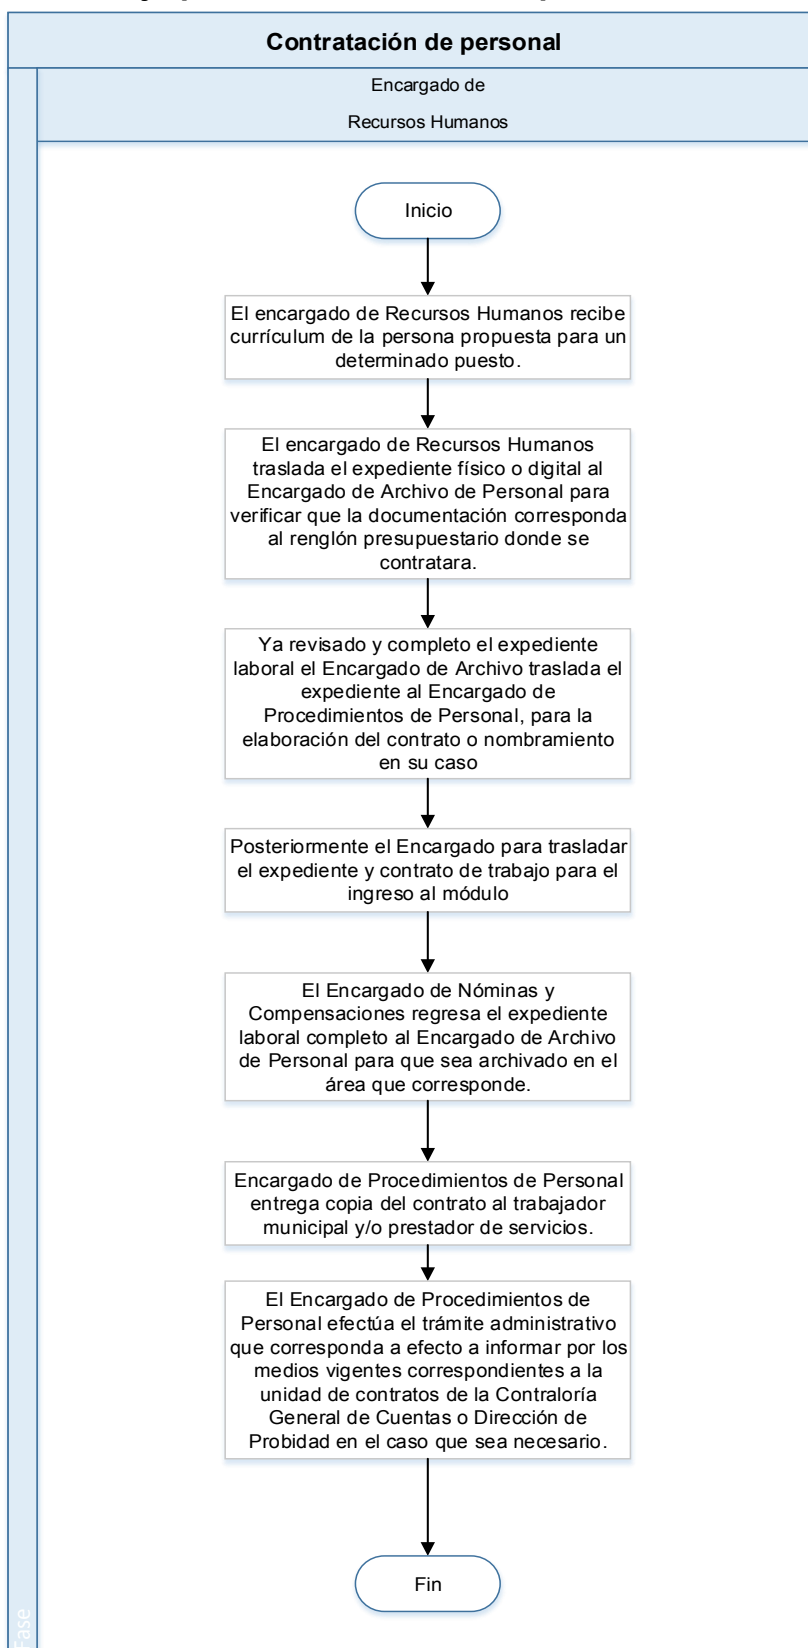 Contratación de personal
Encargado de
Recursos Humanos
Inicio
El encargado de Recursos Humanos recibe
currículum de la persona propuesta para un
determinado puesto.
El encargado de Recursos Humanos
traslada el expediente físico o digital al
Encargado de Archivo de Personal para
verificar que la documentación corresponda
al renglón presupuestario donde se
contratara.
Ya revisado y completo el expediente
laboral el Encargado de Archivo traslada el
expediente al Encargado de
Procedimientos de Personal, para la
elaboración del contrato o nombramiento
en su caso
Posteriormente el Encargado para trasladar
el expediente y contrato de trabajo para el
ingreso al módulo
El Encargado de Nóminas y
Compensaciones regresa el expediente
laboral completo al Encargado de Archivo
de Personal para que sea archivado en el
área que corresponde.
Encargado de Procedimientos de Personal
entrega copia del contrato al trabajador
municipal y/o prestador de servicios.
El Encargado de Procedimientos de
Personal efectúa el trámite administrativo
que corresponda a efecto a informar por los
medios vigentes correspondientes a la
unidad de contratos de la Contraloría
General de Cuentas o Dirección de
Probidad en el caso que sea necesario.
Fin
Fase